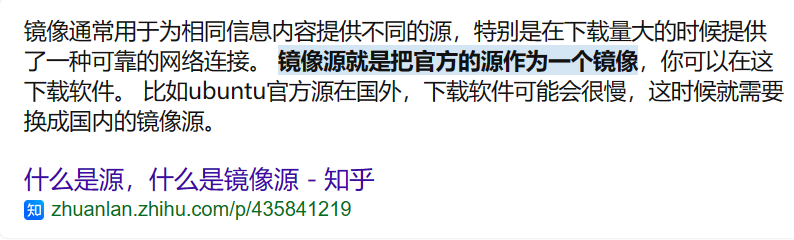 镜像通常用于为相同信息内容提供不同的源，特别是在下载量大的时候提供
了一种可靠的网络连接。 镜像源就是把官方的源作为一个镜像，你可以在这
下载软件。 比如ubuntu官方源在国外，下载软件可能会很慢，这时候就需要
换成国内的镜像源。
什么是源，什么是镜像源 - 知乎
知 zhuanlan.zhihu.com/p/435841219